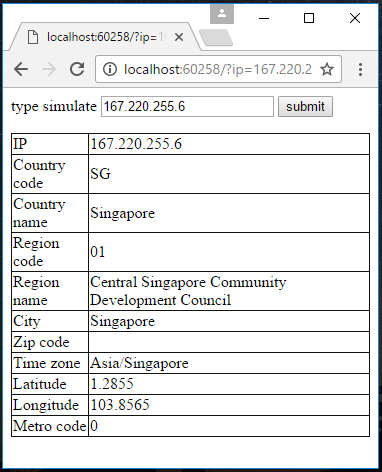 localhost:60258/?ip=1
localhost:60258/?ip=167.220.2
type simulate 167.220.255.6 submit
IP 167.220.255.6
Country
code SG
Country
name Singapore
Region
code 01
Region
name Central Singapore Community
Development Council
City Singapore
Zip code
Time zone Asia/Singapore
Latitude 1.2855
Longitude 103.8565
Metro code 0